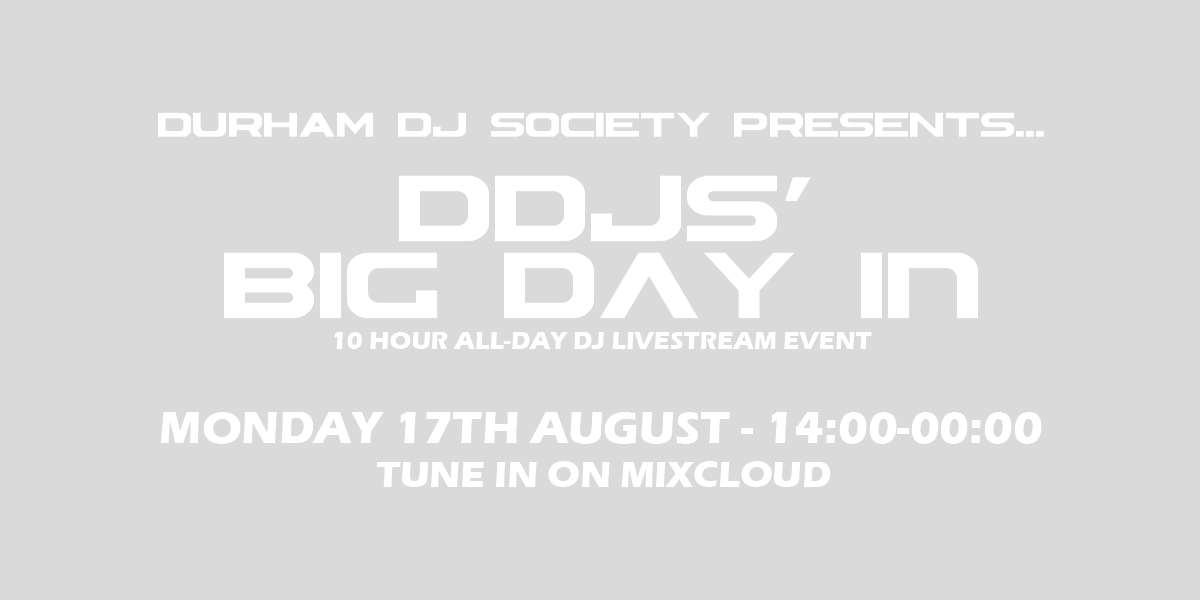 DURHAM DJ SOCIETY PRESENTS...
DDJS'
BIG DAY IN
10 HOUR ALL-DAY DJ LIVESTREAM EVENT
MONDAY 17TH AUGUST - 14:00-00:00
TUNE IN ON MIXCLOUD